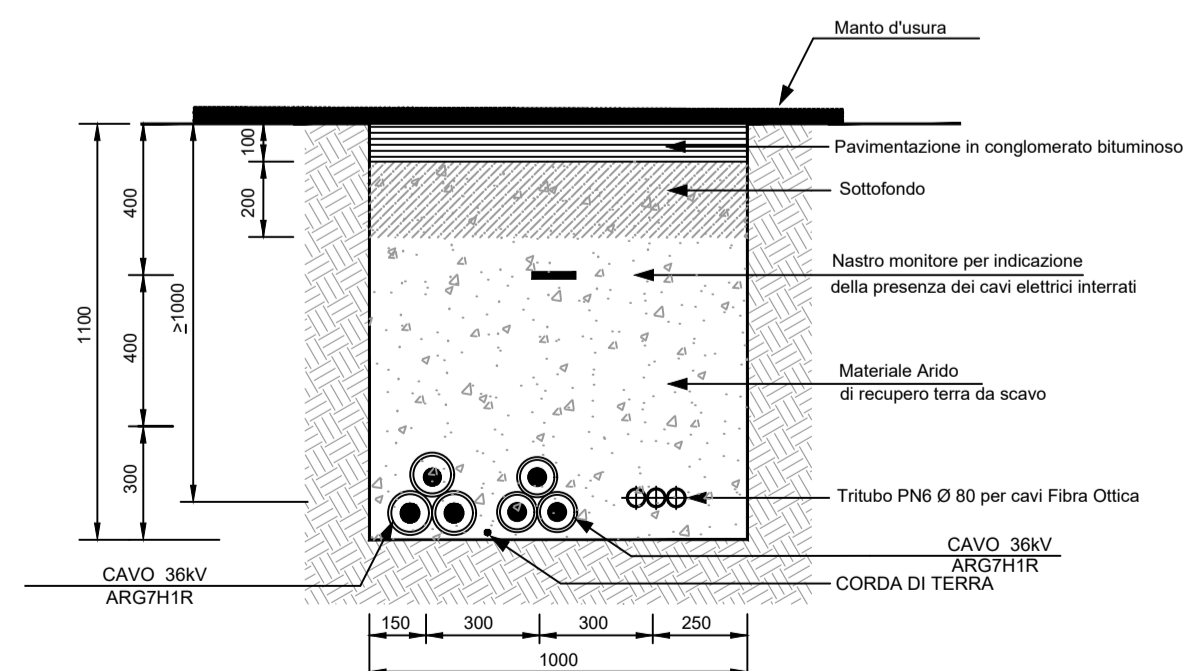 Manto d'usura
Pavimentazione in conglomerato bituminoso
Sottofondo
Nastro monitore per indicazione
della presenza dei cavi elettrici interrati
Materiale Arido
di recupero terra da scavo
Tritubo PN6 Ø 80 per cavi Fibra Ottica
CAVO 36kV
ARG7H1R
CORDA DI TERRA
CAVO 36kV
ARG7H1R
1100
400
400
300
≥1000
100
200
150
300
300
250
1000